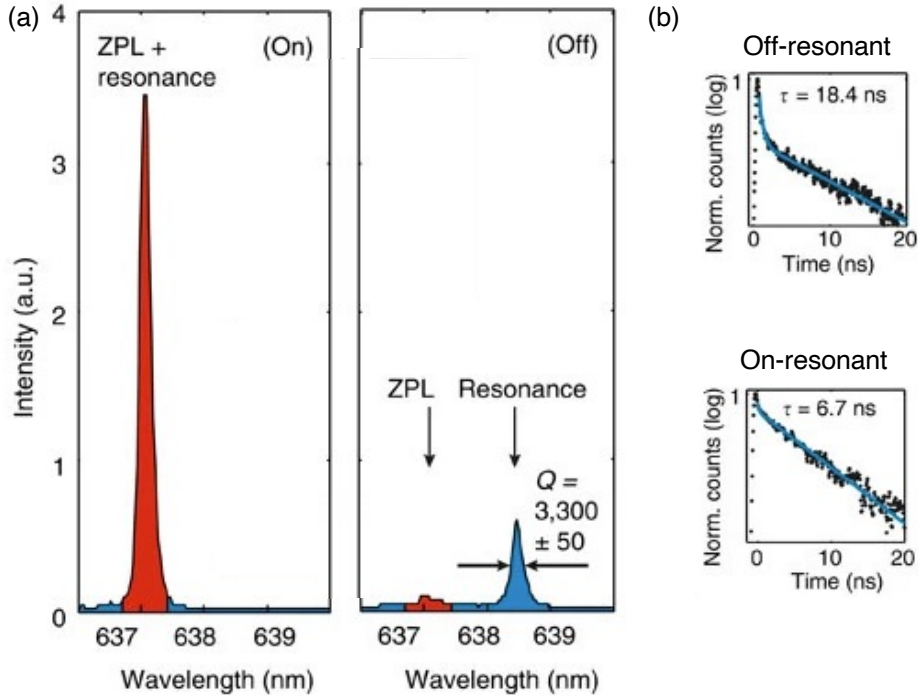 (a)
4
3
2
1
0
Intensity (a.u.)
ZPL +
resonance
(On)
637
638
639
Wavelength (nm)
(Off)
ZPL
Resonance
Q =
3,300
± 50
637
638
639
Wavelength (nm)
(b)
Off-resonant
Norm. counts (log)
1
τ = 18.4 ns
0
10
20
Time (ns)
On-resonant
Norm. counts (log)
1
τ = 6.7 ns
0
10
20
Time (ns)